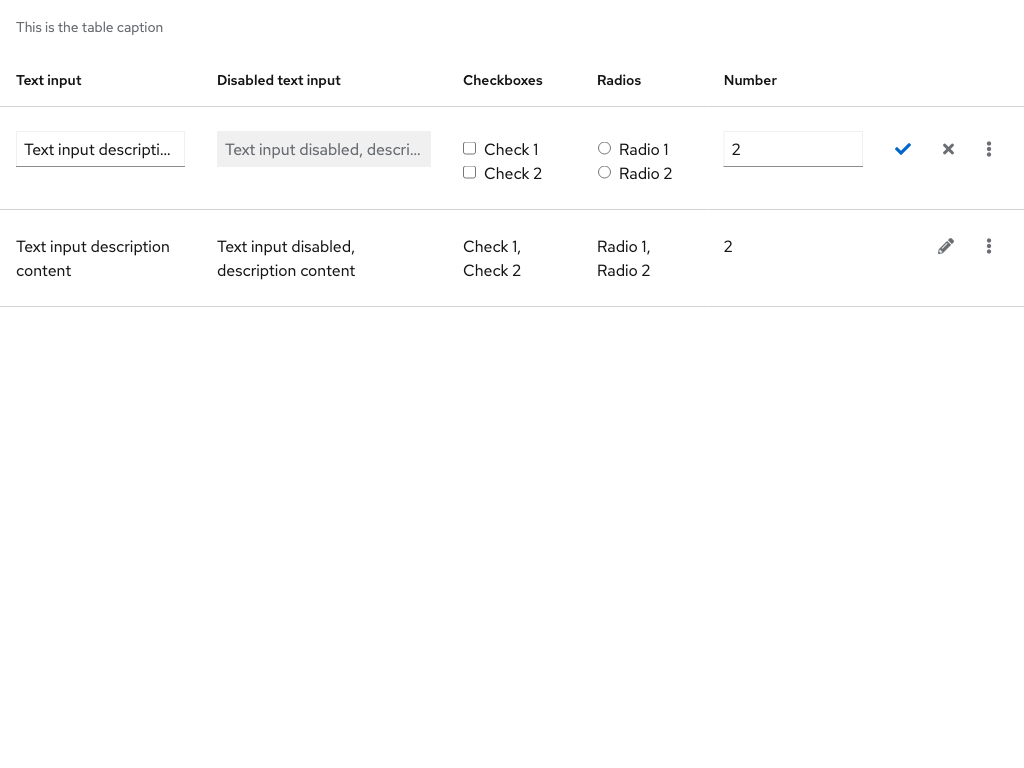 This is the table caption
Text input Disabled text input Checkboxes Radios Number
Text input descripti... Text input disabled, descri... Check 1 Radio 1 2
Check 2 Radio 2
Text input description Text input disabled, Check 1, Radio 1, 2
content description content Check 2 Radio 2